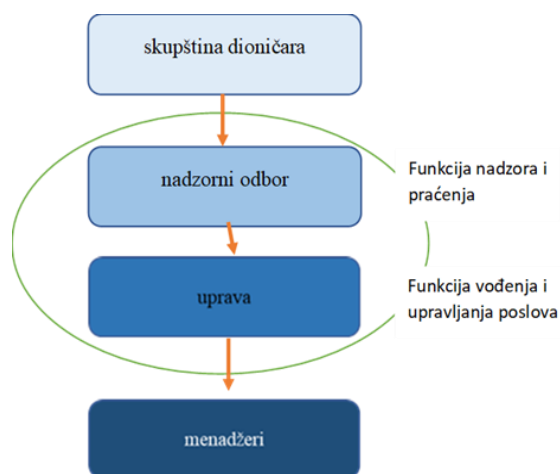 skupština dioničara
nadzorni odbor
Funkcija nadzora i
praćenja
uprava
Funkcija vođenja i
upravljanja poslova
menadžeri